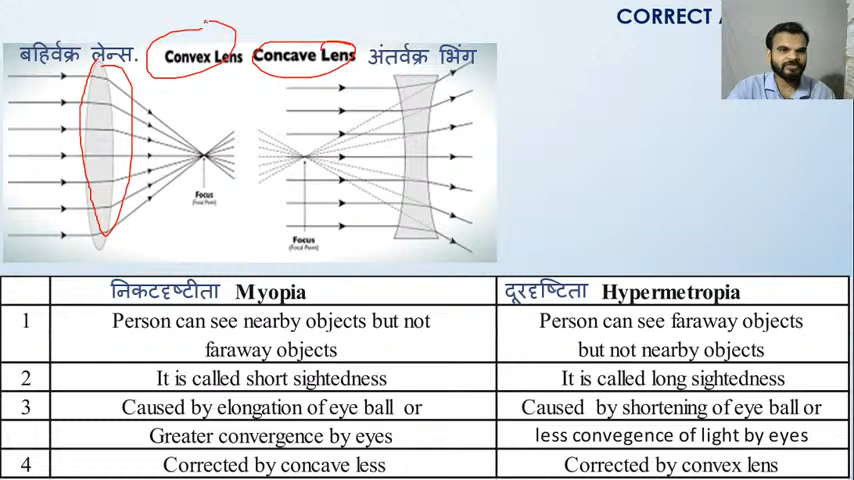 CORRECT A
बहिर्वक्र लेन्स. Convex Lens Concave Lens अंतर्वक्र भिंग
Focus
(Focal Point)
Focus
(Focal Point)
निकटदृष्टीता Myopia दूरदृष्टिता Hypermetropia
1 Person can see nearby objects but not Person can see faraway objects
faraway objects but not nearby objects
2 It is called short sightedness It is called long sightedness
3 Caused by elongation of eye ball or Caused by shortening of eye ball or
Greater convergence by eyes less convegence of light by eyes
4 Corrected by concave less Corrected by convex lens